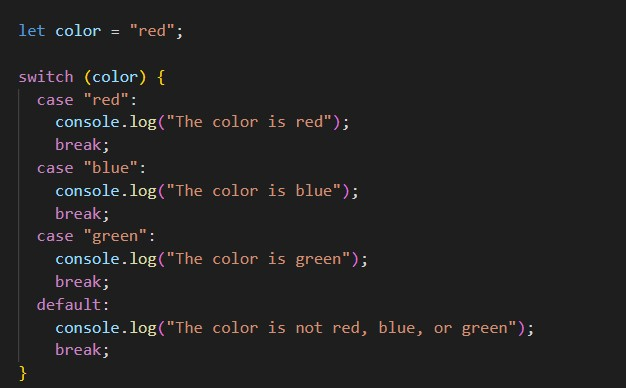 let color = "red";

switch (color) {
  case "red":
    console.log("The color is red");
    break;
  case "blue":
    console.log("The color is blue");
    break;
  case "green":
    console.log("The color is green");
    break;
  default:
    console.log("The color is not red, blue, or green");
    break;
}